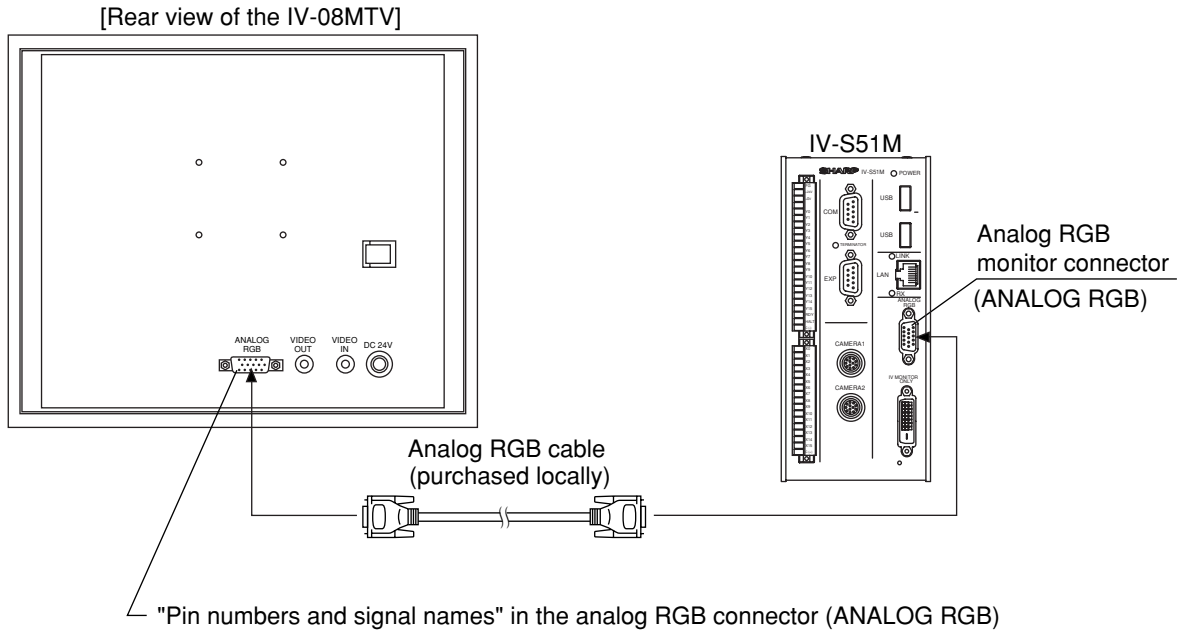 [Rear view of the IV-08MTV]
ANALOG
RGB
VIDEO
OUT
VIDEO
IN
DC 24V
IV-S51M
SHARP IV-S51M
POWER
USB
USB
COM
TERMINATOR
EXP
LINK
LAN
RX
ANALOG
RGB
CAMERA1
CAMERA2
IV MONITOR
ONLY
Analog RGB
monitor connector
(ANALOG RGB)
Analog RGB cable
(purchased locally)
"Pin numbers and signal names" in the analog RGB connector (ANALOG RGB)